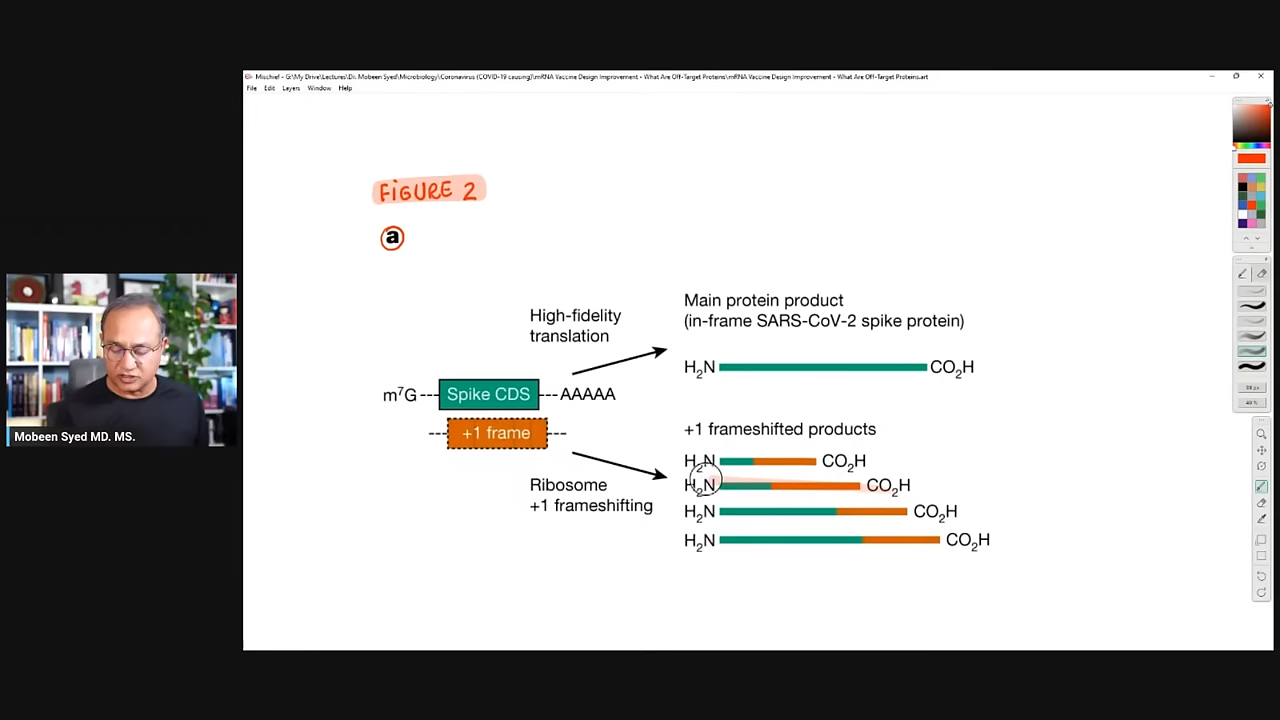 Mischief - G:\My Drive\Lectures\Dr. Mobeen Syed\Microbiology\Coronavirus (COVID-19 causing)\mRNA Vaccine Design Improvement - What Are Off-Target Proteins\mRNA Vaccine Design Improvement - What Are Off-Target Proteins.art
File Edit Layers Window Help
FIGURE 2
a
High-fidelity
translation
Main protein product
(in-frame SARS-CoV-2 spike protein)
H₂N CO₂H
m⁷G Spike CDS AAAAA
+1 frame
+1 frameshifted products
H₂N CO₂H
Ribosome
+1 frameshifting
H₂N CO₂H
H₂N CO₂H
H₂N CO₂H
Mobeen Syed MD. MS.